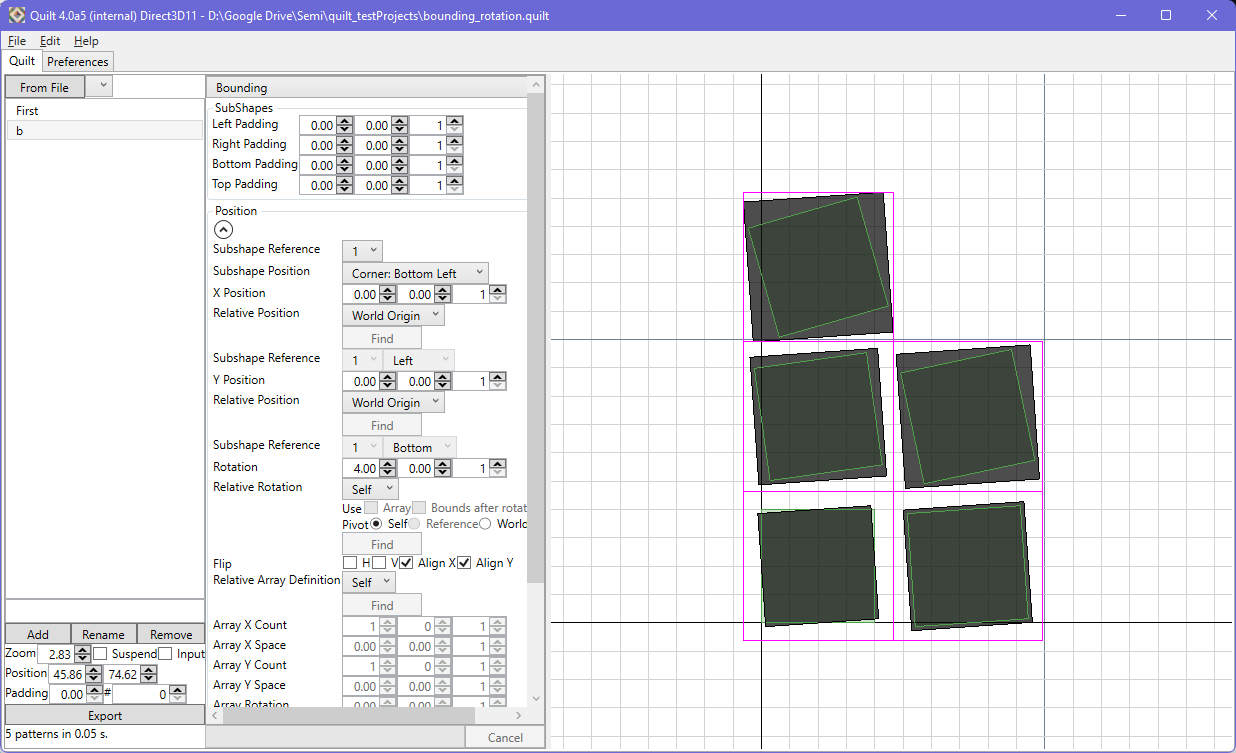 Quilt 4.0a5 (internal) Direct3D11 - D:\Google Drive\Semi\quilt_testProjects\bounding_rotation.quilt
File Edit Help
Quilt Preferences
From File
First
b
Add Rename Remove
Zoom 2.83 Suspend Input
Position 45.86 74.62
Padding 0.00 # 0
Export
5 patterns in 0.05 s.
Bounding
SubShapes
Left Padding 0.00 0.00 1
Right Padding 0.00 0.00 1
Bottom Padding 0.00 0.00 1
Top Padding 0.00 0.00 1
Position
Subshape Reference 1
Subshape Position Corner: Bottom Left
X Position 0.00 0.00 1
Relative Position World Origin
Find
Subshape Reference 1 Left
Y Position 0.00 0.00 1
Relative Position World Origin
Find
Subshape Reference 1 Bottom
Rotation 4.00 0.00 1
Relative Rotation Self
Use Array Bounds after rotat
Pivot Self Reference World
Find
Flip H V Align X Align Y
Relative Array Definition Self
Find
Array X Count 1 0 1
Array X Space 0.00 0.00 1
Array Y Count 1 0 1
Array Y Space 0.00 0.00 1
Array Rotation 0.00 0.00 1
Cancel